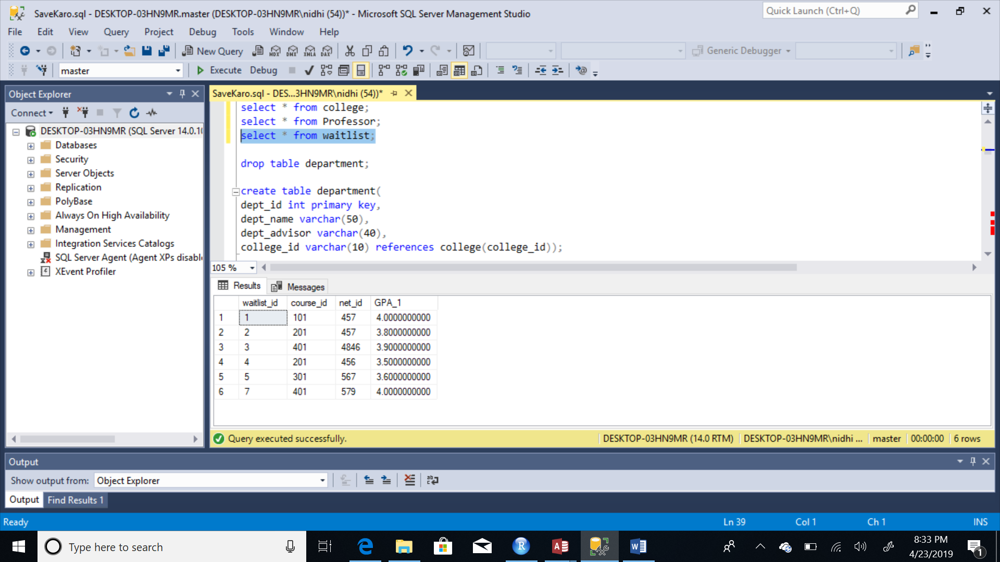 SaveKaro.sql - DESKTOP-03HN9MR.master (DESKTOP-03HN9MR\nidhi (54))* - Microsoft SQL Server Management Studio
Quick Launch (Ctrl+Q)
File Edit View Query Project Debug Tools Window Help
New Query MDX DMX XMLA DAX Generic Debugger
master Execute Debug
Object Explorer
Connect
DESKTOP-03HN9MR (SQL Server 14.0.10
Databases
Security
Server Objects
Replication
PolyBase
Always On High Availability
Management
Integration Services Catalogs
SQL Server Agent (Agent XPs disabl
XEvent Profiler
SaveKaro.sql - DES...3HN9MR\nidhi (54))*
select * from college;
select * from Professor;
select * from waitlist;
drop table department;
create table department(
dept_id int primary key,
dept_name varchar(50),
dept_advisor varchar(40),
college_id varchar(10) references college(college_id));
105 %
Results Messages
waitlist_id course_id net_id GPA_1
1 1 101 457 4.0000000000
2 2 201 457 3.8000000000
3 3 401 4846 3.9000000000
4 4 201 456 3.5000000000
5 5 301 567 3.6000000000
6 7 401 579 4.0000000000
Query executed successfully. DESKTOP-03HN9MR (14.0 RTM) DESKTOP-03HN9MR\nidhi ... master 00:00:00 6 rows
Output
Show output from: Object Explorer
Output Find Results 1
Ready Ln 39 Col 1 Ch 1 INS
Type here to search
8:33 PM
4/23/2019
1